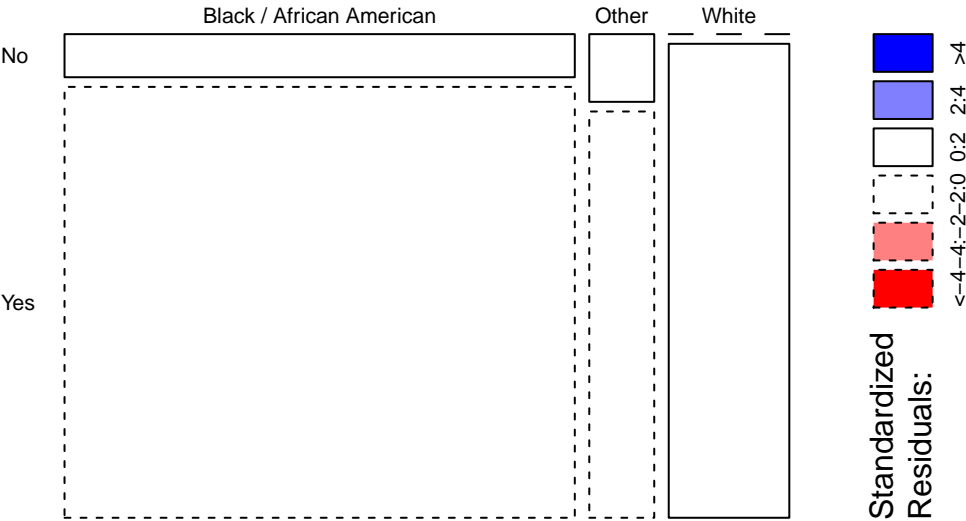 Black / African American
Other
White
No
Yes
Standardized
Residuals:
<−4
−4:−2
−2:0
0:2
2:4
>4